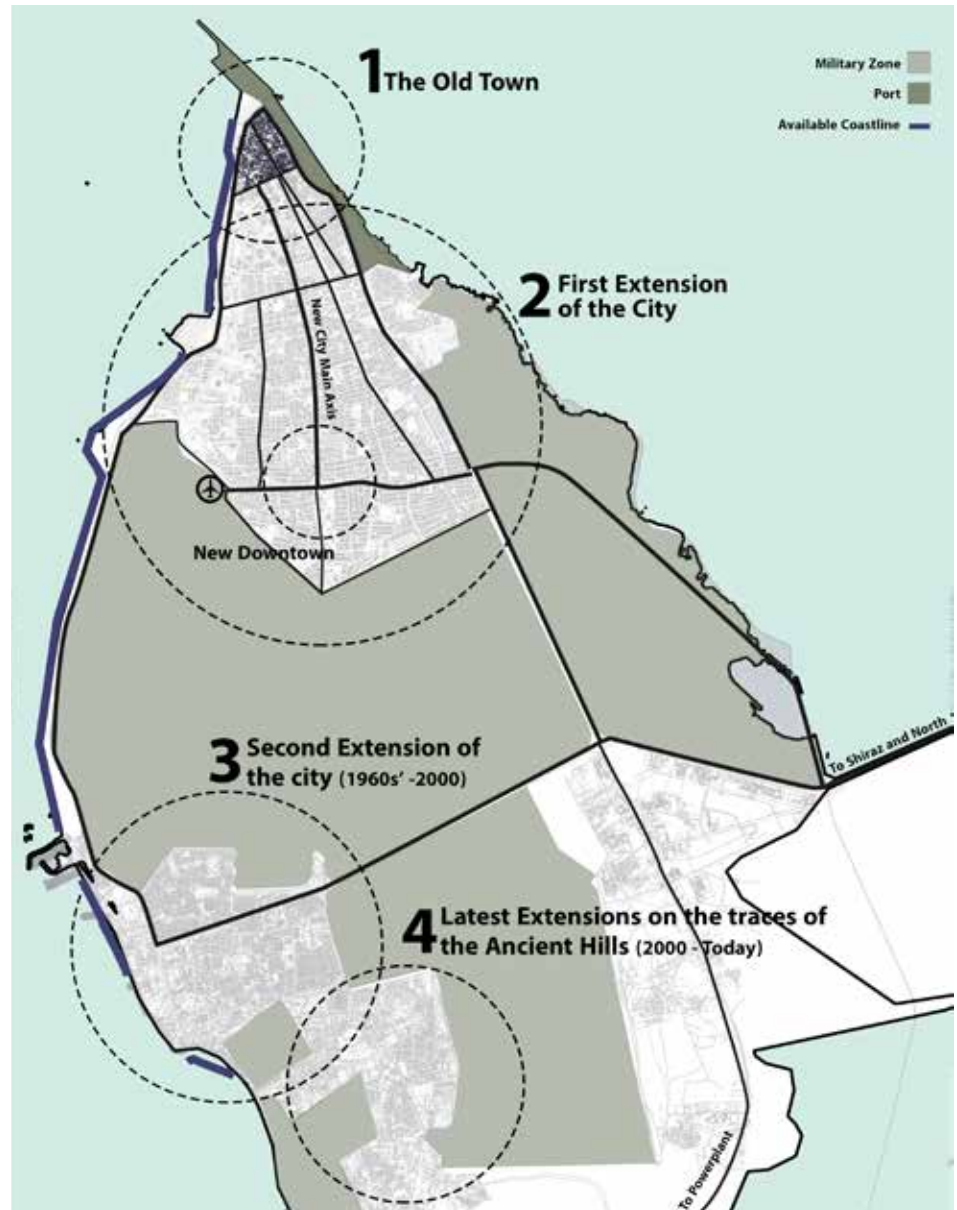 1 The Old Town
Military Zone
Port
Available Coastline
2 First Extension
of the City
New City Main Axis
New Downtown
3 Second Extension of
the city (1960s' -2000)
To Shiraz and North
4 Latest Extensions on the traces of
the Ancient Hills (2000 - Today)
To Powerplant